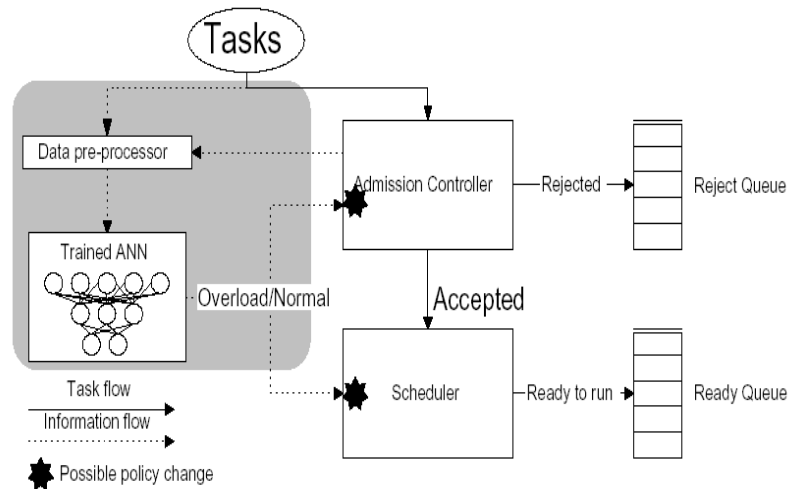 Tasks
Data pre-processor
Admission Controller
Rejected
Reject Queue
Trained ANN
Overload/Normal
Accepted
Scheduler
Ready to run
Ready Queue
Task flow
Information flow
Possible policy change